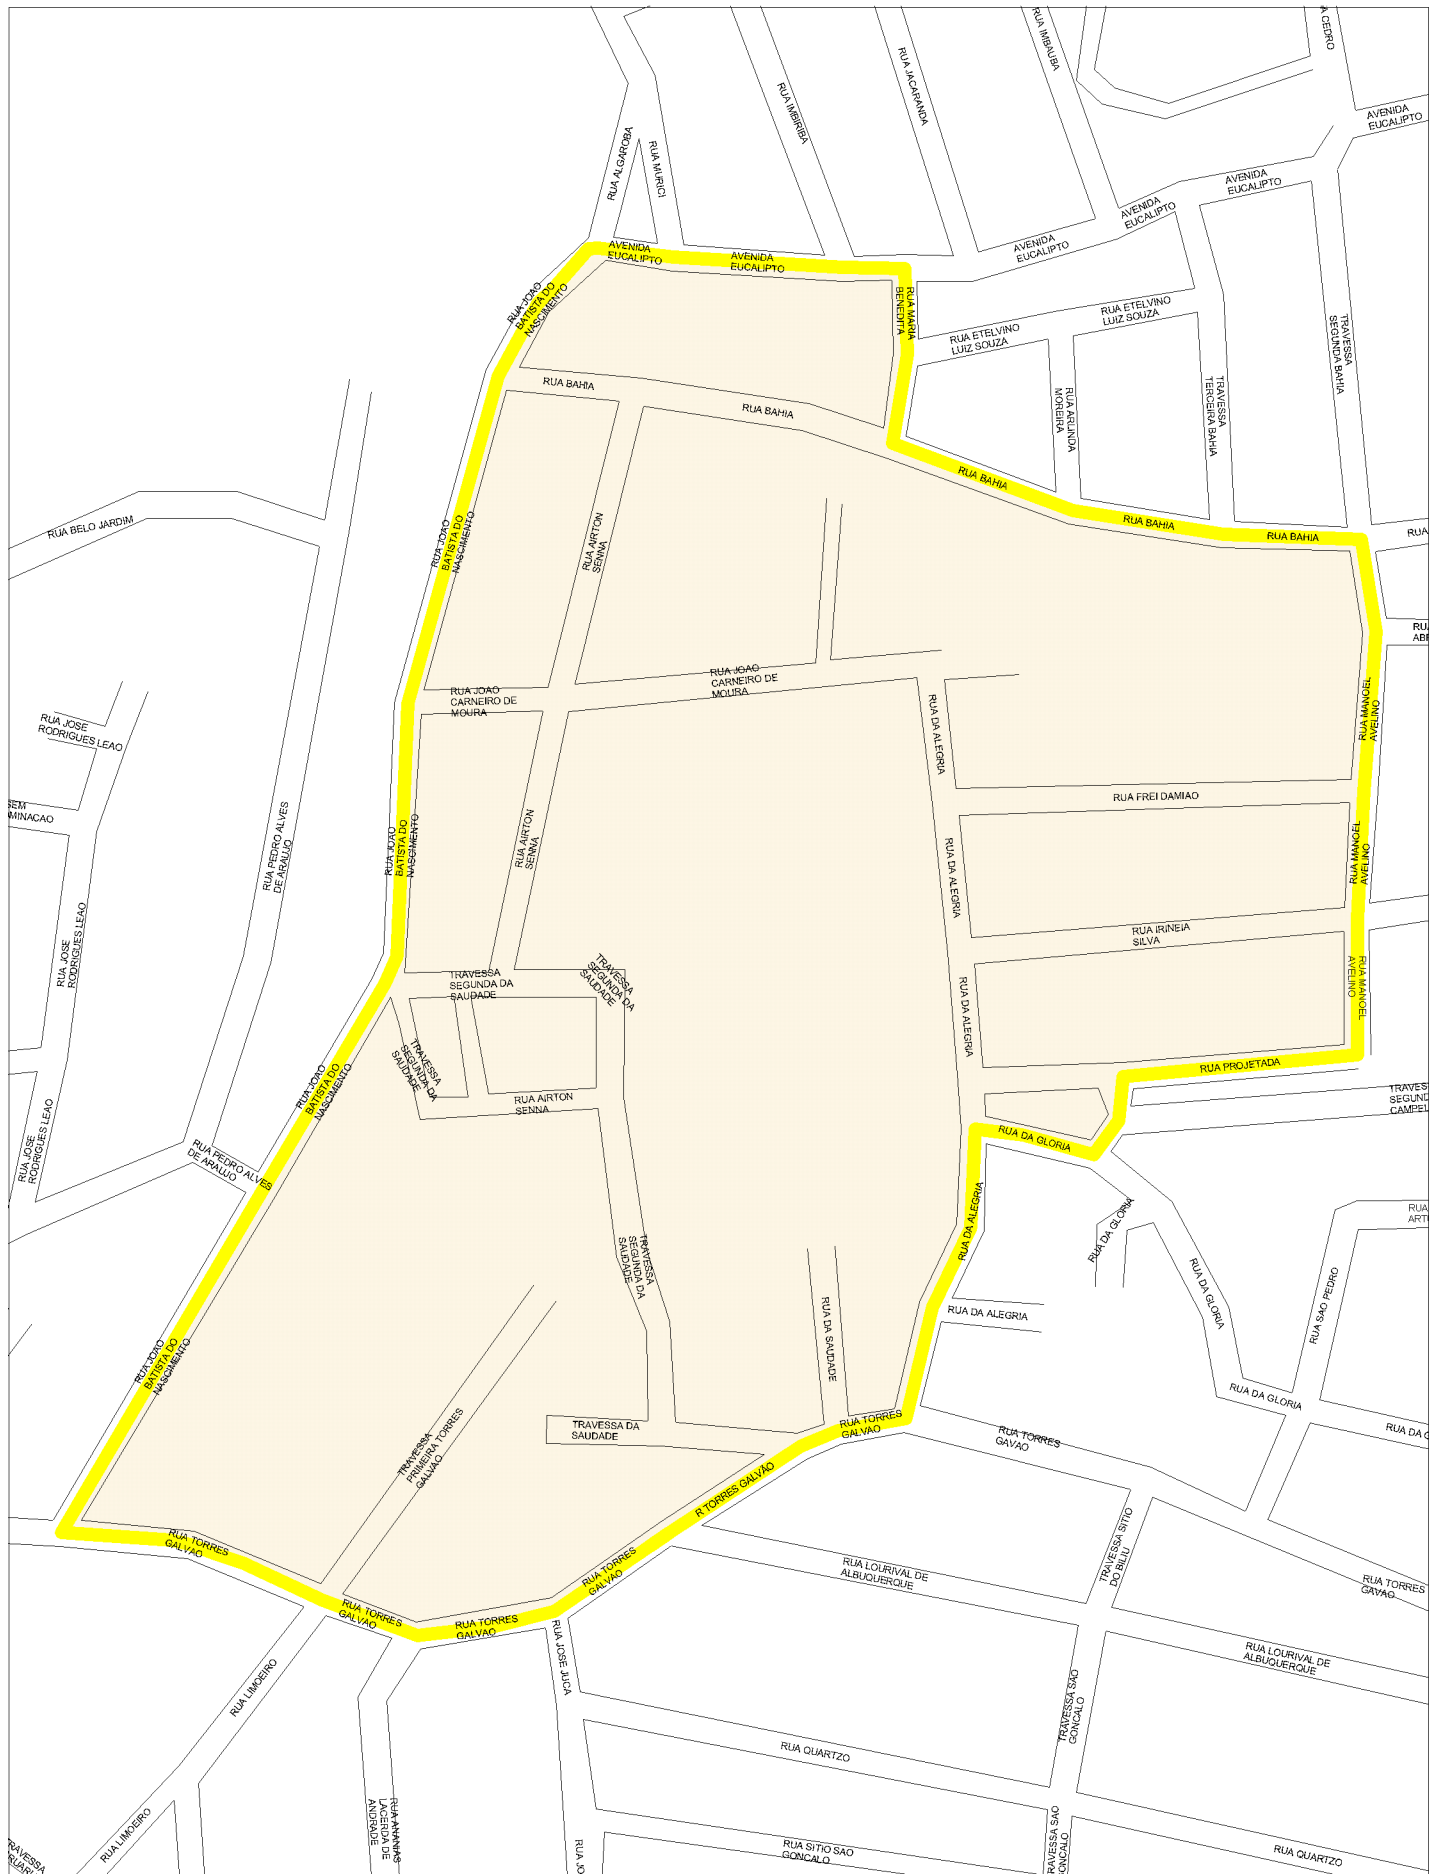 RUA CEDRO
RUA IMBAUBA
RUA JACARANDA
RUA IMBIRIBA
AVENIDA
EUCALIPTO
RUA ALGAROBA
RUA MURICI
AVENIDA
EUCALIPTO
AVENIDA
EUCALIPTO
AVENIDA
EUCALIPTO
AVENIDA
EUCALIPTO
AVENIDA
EUCALIPTO
RUA JOAO
BATISTA DO
NASCIMENTO
RUA MARIA
BENEDITA
RUA ETELVINO
LUIZ SOUZA
RUA ETELVINO
LUIZ SOUZA
TRAVESSA
SEGUNDA BAHIA
RUA BAHIA
RUA BAHIA
RUA ARLINDA
MOREIRA
TRAVESSA
TERCEIRA BAHIA
RUA BAHIA
RUA BAHIA
RUA BAHIA
RUA
RUA BELO JARDIM
RUA JOAO
BATISTA DO
NASCIMENTO
RUA AIRTON
SENNA
RUA JOAO
CARNEIRO DE
MOURA
RUA JOAO
CARNEIRO DE
MOURA
RUA DA ALEGRIA
RUA MANOEL
AVELINO
RUA JOSE
RODRIGUES LEAO
SEM
MINACAO
RUA PEDRO ALVES
DE ARAUJO
RUA JOAO
BATISTA DO
NASCIMENTO
RUA AIRTON
SENNA
RUA FREI DAMIAO
RUA DA ALEGRIA
RUA MANOEL
AVELINO
RUA IRINEIA
SILVA
RUA JOSE
RODRIGUES LEAO
TRAVESSA
SEGUNDA DA
SAUDADE
TRAVESSA
SEGUNDA DA
SAUDADE
RUA DA ALEGRIA
RUA MANOEL
AVELINO
RUA PROJETADA
RUA JOAO
BATISTA DO
NASCIMENTO
TRAVESSA
SEGUNDA DA
SAUDADE
RUA AIRTON
SENNA
RUA DA GLORIA
RUA JOSE
RODRIGUES LEAO
RUA PEDRO ALVES
DE ARAUJO
RUA DA ALEGRIA
RUA DA GLORIA
TRAVESSA
SEGUNDA DA
SAUDADE
RUA DA GLORIA
RUA SAO PEDRO
RUA DA ALEGRIA
RUA DA SAUDADE
RUA JOAO
BATISTA DO
NASCIMENTO
RUA DA GLORIA
TRAVESSA
PRIMEIRA TORRES
GALVAO
TRAVESSA DA
SAUDADE
RUA TORRES
GALVAO
RUA TORRES
GAVAO
R TORRES GALVÃO
RUA TORRES
GALVAO
RUA TORRES
GALVAO
RUA LOURIVAL DE
ALBUQUERQUE
TRAVESSA SITIO
DO BILIU
RUA TORRES
GAVAO
RUA TORRES
GALVAO
RUA TORRES
GALVAO
RUA JOSE JUCA
RUA LOURIVAL DE
ALBUQUERQUE
RUA LIMOEIRO
TRAVESSA SAO
GONCALO
RUA QUARTZO
RUA LIMOEIRO
RUA ANANIAS
LACERDA DE
ANDRADE
RUA JO
RUA SITIO SAO
GONCALO
RAVESSA SAO
GONCALO
RUA QUARTZO